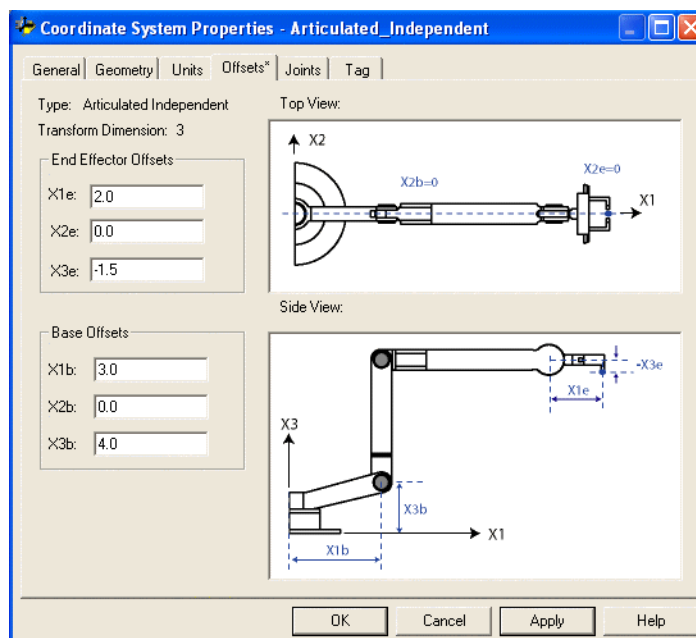 Coordinate System Properties - Articulated_Independent
General Geometry Units Offsets* Joints Tag
Type: Articulated Independent
Transform Dimension: 3
End Effector Offsets
X1e: 2.0
X2e: 0.0
X3e: -1.5
Base Offsets
X1b: 3.0
X2b: 0.0
X3b: 4.0
Top View:
X2
X2b=0
X2e=0
X1
Side View:
-X3e
X1e
X3
X3b
X1
X1b
OK Cancel Apply Help